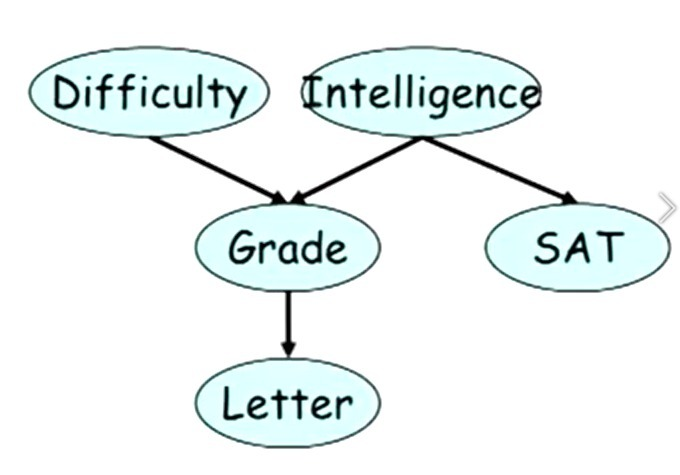 Difficulty
Intelligence
Grade
SAT
Letter